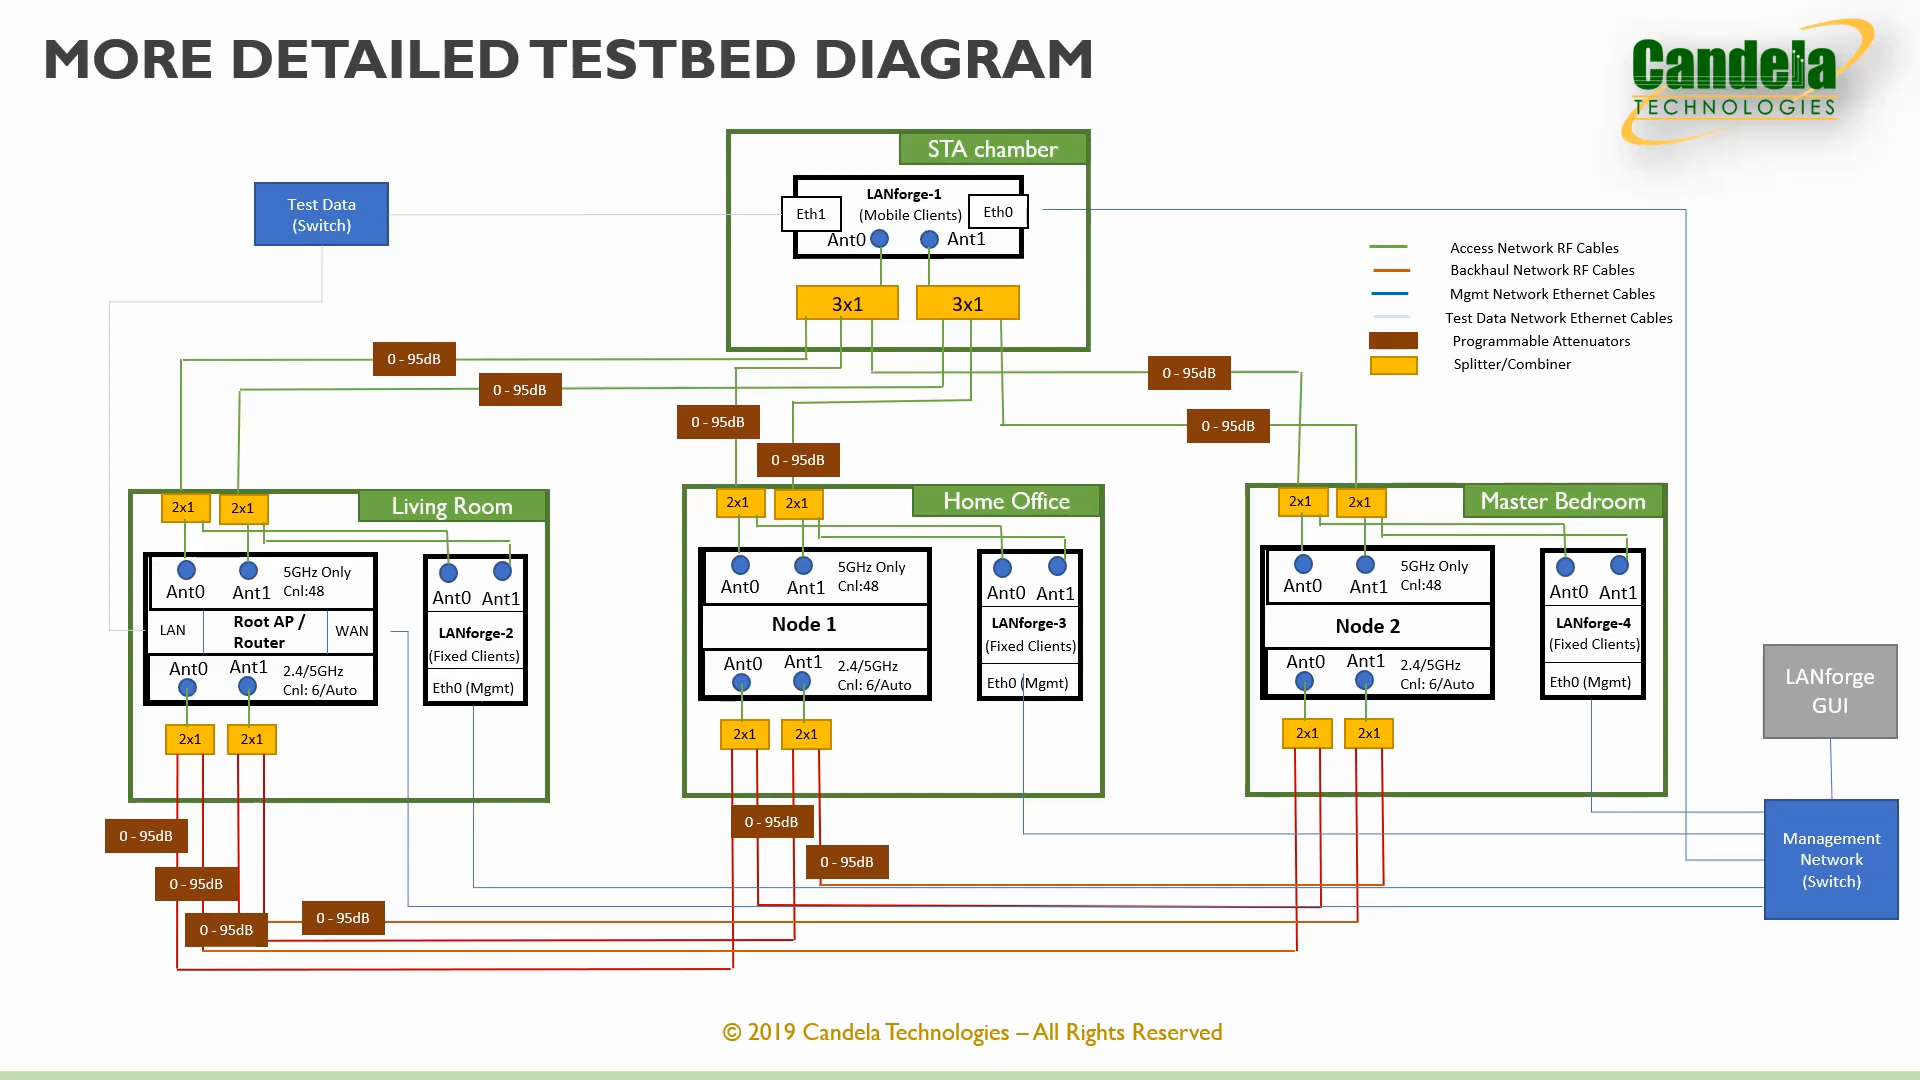 MORE DETAILED TESTBED DIAGRAM
Candela
TECHNOLOGIES
STA chamber
Test Data
(Switch)
LANforge-1
(Mobile Clients)
Eth1
Eth0
Ant0
Ant1
3x1
3x1
Access Network RF Cables
Backhaul Network RF Cables
Mgmt Network Ethernet Cables
Test Data Network Ethernet Cables
Programmable Attenuators
Splitter/Combiner
0 - 95dB
0 - 95dB
0 - 95dB
0 - 95dB
0 - 95dB
0 - 95dB
Living Room
2x1
2x1
Ant0
Ant1
5GHz Only
Cnl:48
LAN
Root AP /
Router
WAN
Ant0
Ant1
2.4/5GHz
Cnl: 6/Auto
2x1
2x1
Ant0
Ant1
LANforge-2
(Fixed Clients)
Eth0 (Mgmt)
Home Office
2x1
2x1
Ant0
Ant1
5GHz Only
Cnl:48
Node 1
Ant0
Ant1
2.4/5GHz
Cnl: 6/Auto
2x1
2x1
Ant0
Ant1
LANforge-3
(Fixed Clients)
Eth0 (Mgmt)
Master Bedroom
2x1
2x1
Ant0
Ant1
5GHz Only
Cnl:48
Node 2
Ant0
Ant1
2.4/5GHz
Cnl: 6/Auto
2x1
2x1
Ant0
Ant1
LANforge-4
(Fixed Clients)
Eth0 (Mgmt)
LANforge
GUI
Management
Network
(Switch)
0 - 95dB
0 - 95dB
0 - 95dB
0 - 95dB
0 - 95dB
0 - 95dB
© 2019 Candela Technologies – All Rights Reserved